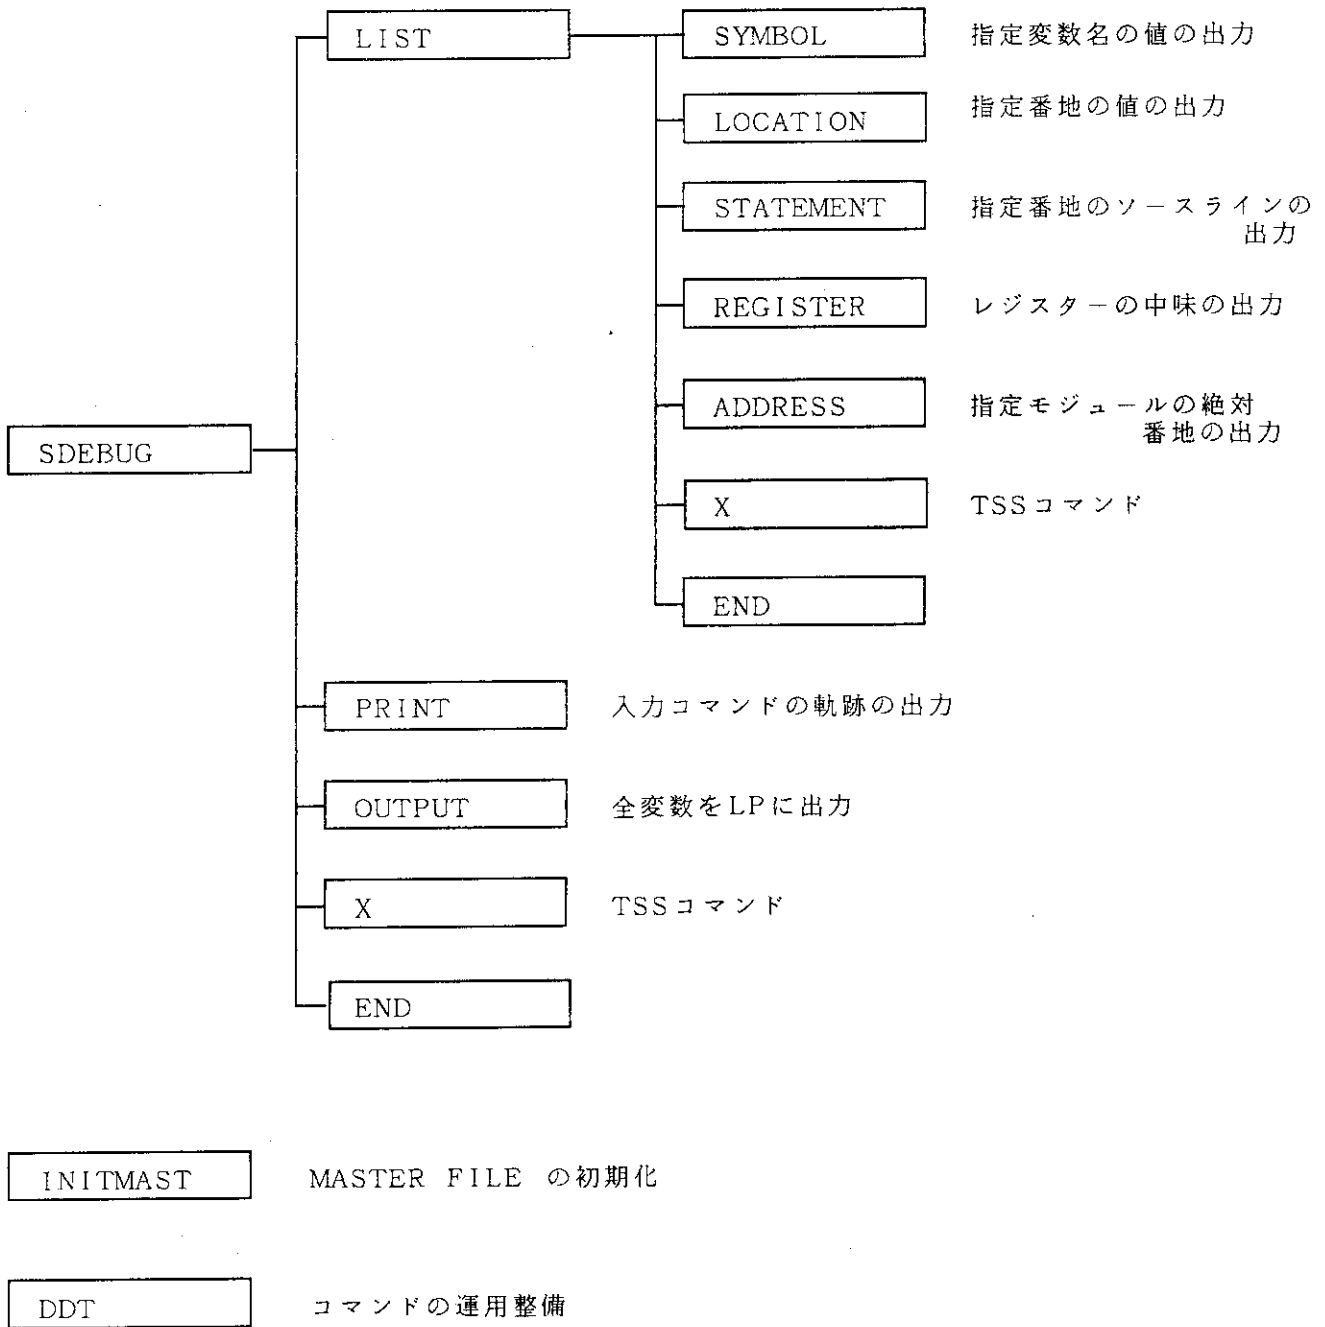 LIST
SYMBOL 指定変数名の値の出力
LOCATION 指定番地の値の出力
STATEMENT 指定番地のソースラインの
出力
REGISTER レジスターの中味の出力
ADDRESS 指定モジュールの絶対
番地の出力
SDEBUG
X TSSコマンド
END
PRINT 入力コマンドの軌跡の出力
OUTPUT 全変数をLPに出力
X TSSコマンド
END
INITMAST MASTER FILE の初期化
DDT コマンドの運用整備